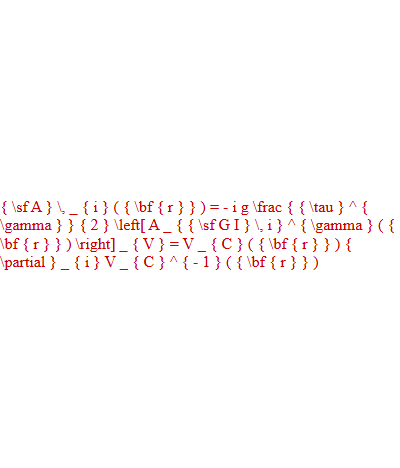 { \sf A } \, _ { i } ( { \bf { r } } ) = - i g \frac { { \tau } ^ {
\gamma } } { 2 } \left[ A _ { { \sf G I } \, i } ^ { \gamma } ( {
\bf { r } } ) \right] _ { V } = V _ { C } ( { \bf { r } } ) {
\partial } _ { i } V _ { C } ^ { - 1 } ( { \bf { r } } )